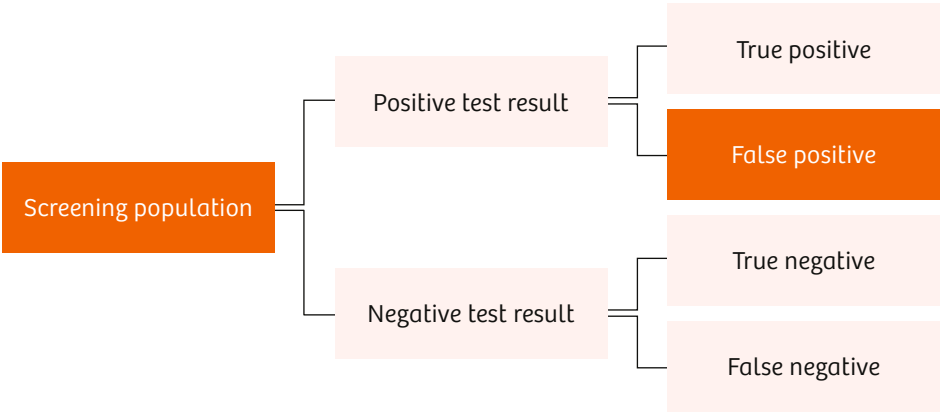 Screening population
Positive test result
Negative test result
True positive
False positive
True negative
False negative